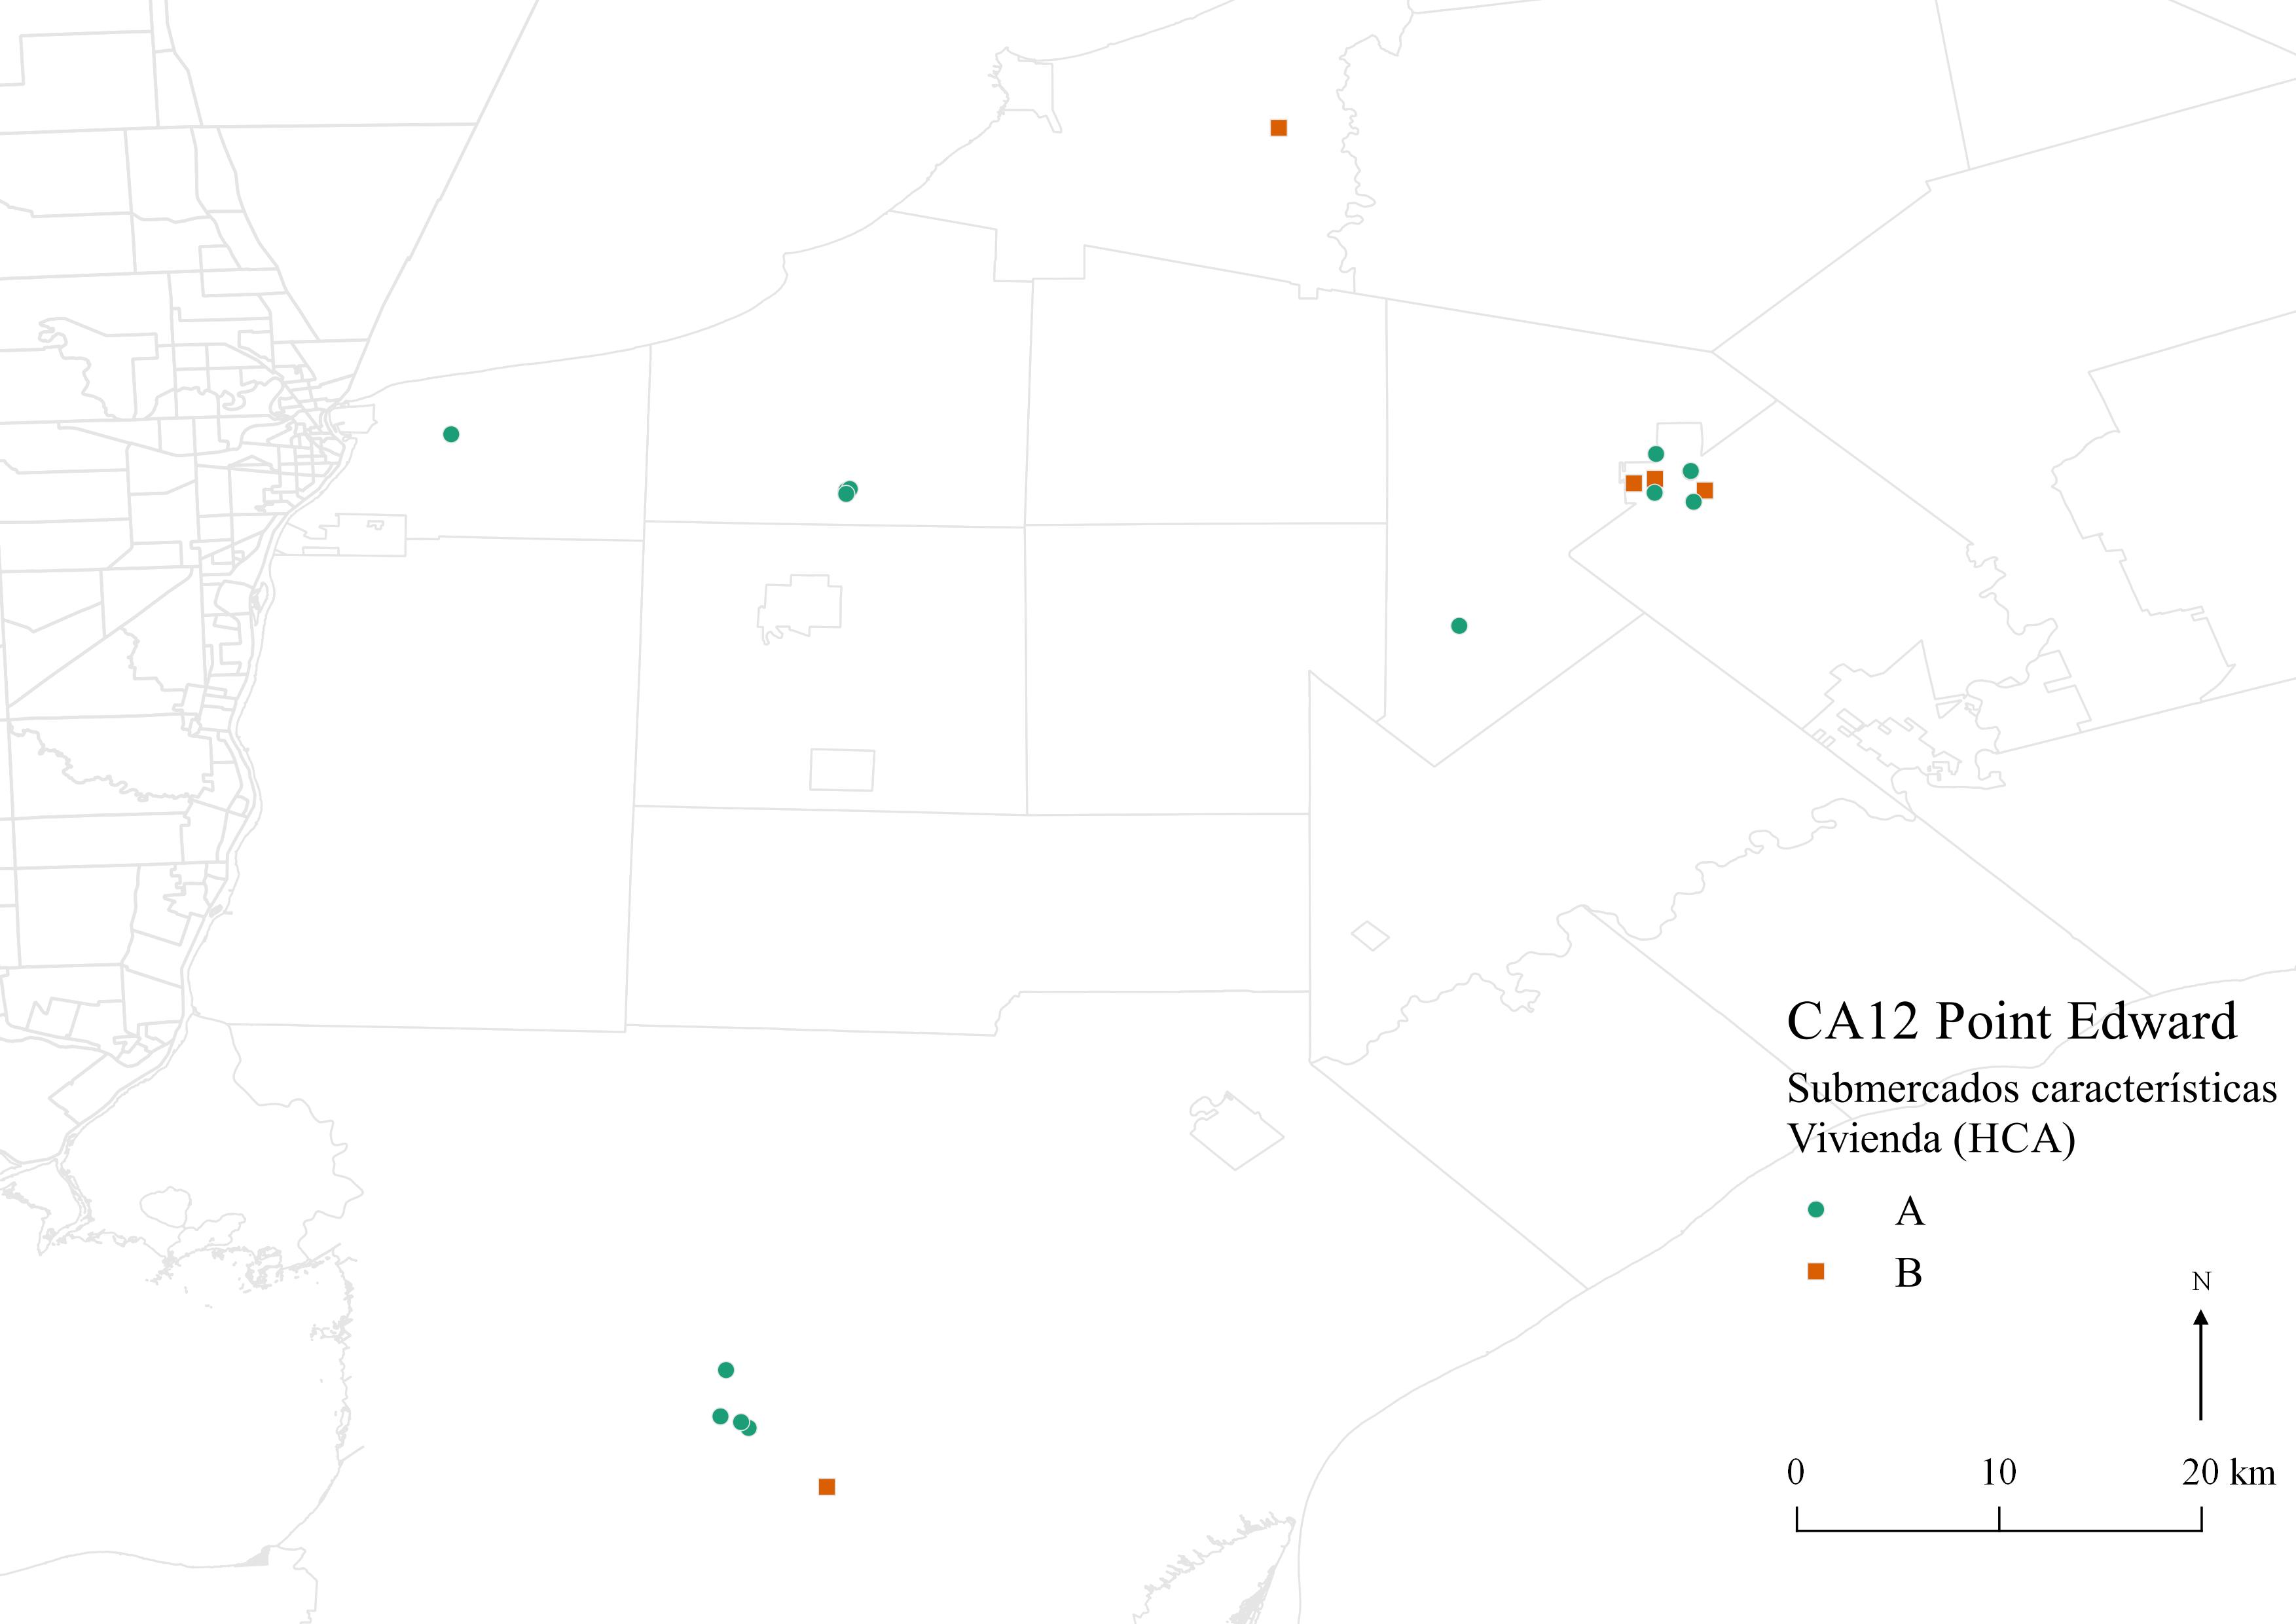 CA12 Point Edward
Submercados características
Vivienda (HCA)
A
B
N
0 10 20 km